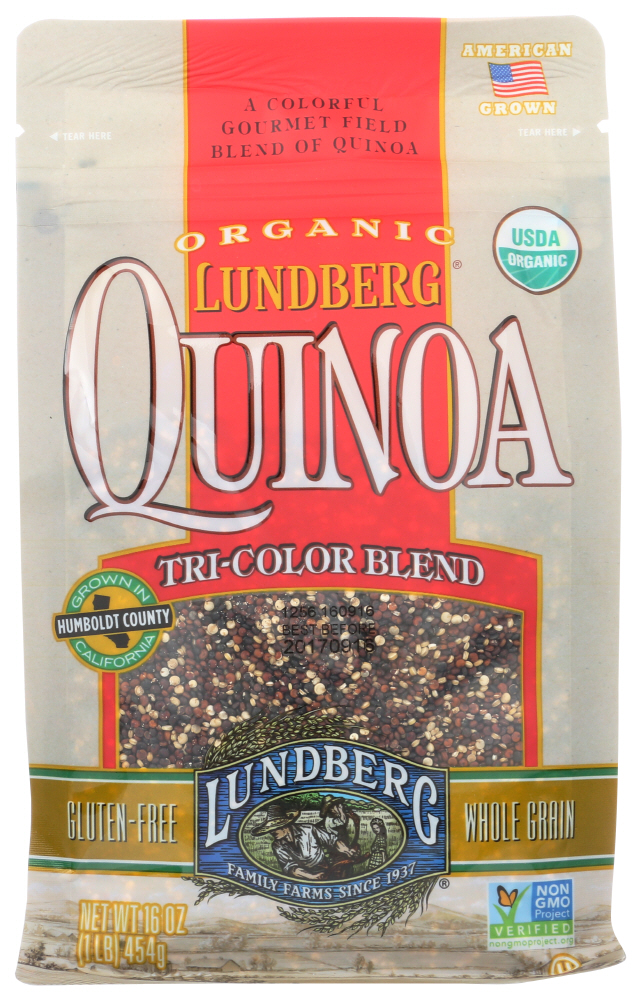 AMERICAN
GROWN
A COLORFUL
GOURMET FIELD
BLEND OF QUINOA
TEAR HERE
TEAR HERE
ORGANIC
LUNDBERG®
QUINOA
USDA
ORGANIC
TRI-COLOR BLEND
GROWN IN
HUMBOLDT COUNTY
CALIFORNIA
1256 160916
BEST BEFORE
20170916
LUNDBERG
FAMILY FARMS SINCE 1937
®
GLUTEN-FREE
WHOLE GRAIN
NET WT 16 OZ
(1 LB) 454g
NON
GMO
Project
VERIFIED
nongmoproject.org
U